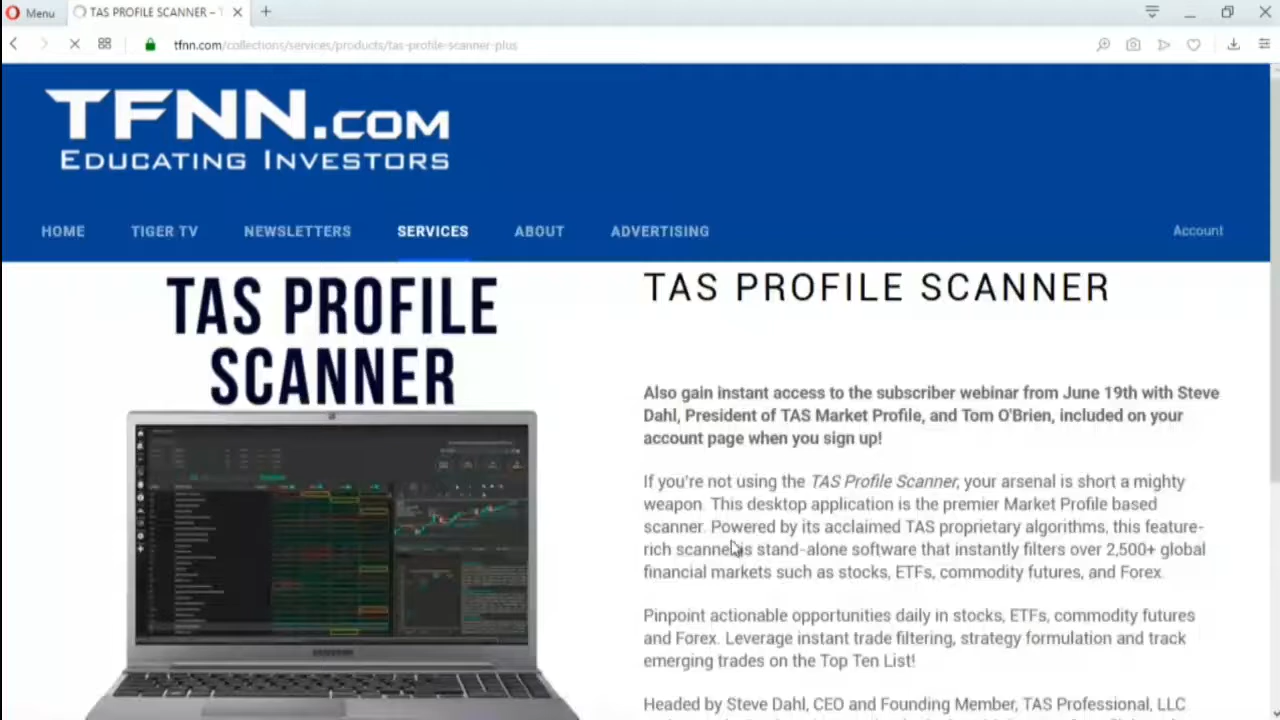 Menu
TAS PROFILE SCANNER –
tfnn.com/collections/services/products/tas-profile-scanner-plus
TFNN.COM
EDUCATING INVESTORS
HOME
TIGER TV
NEWSLETTERS
SERVICES
ABOUT
ADVERTISING
Account
TAS PROFILE
SCANNER
TAS PROFILE SCANNER
Also gain instant access to the subscriber webinar from June 19th with Steve
Dahl, President of TAS Market Profile, and Tom O'Brien, included on your
account page when you sign up!
If you're not using the TAS Profile Scanner, your arsenal is short a mighty
weapon. This desktop application is the premier Market Profile based
scanner. Powered by its acclaimed TAS proprietary algorithms, this feature-
rich scanner is stand-alone software that instantly filters over 2,500+ global
financial markets such as stocks, ETFs, commodity futures, and Forex.
Pinpoint actionable opportunities daily in stocks, ETFs, commodity futures
and Forex. Leverage instant trade filtering, strategy formulation and track
emerging trades on the Top Ten List!
Headed by Steve Dahl, CEO and Founding Member, TAS Professional, LLC